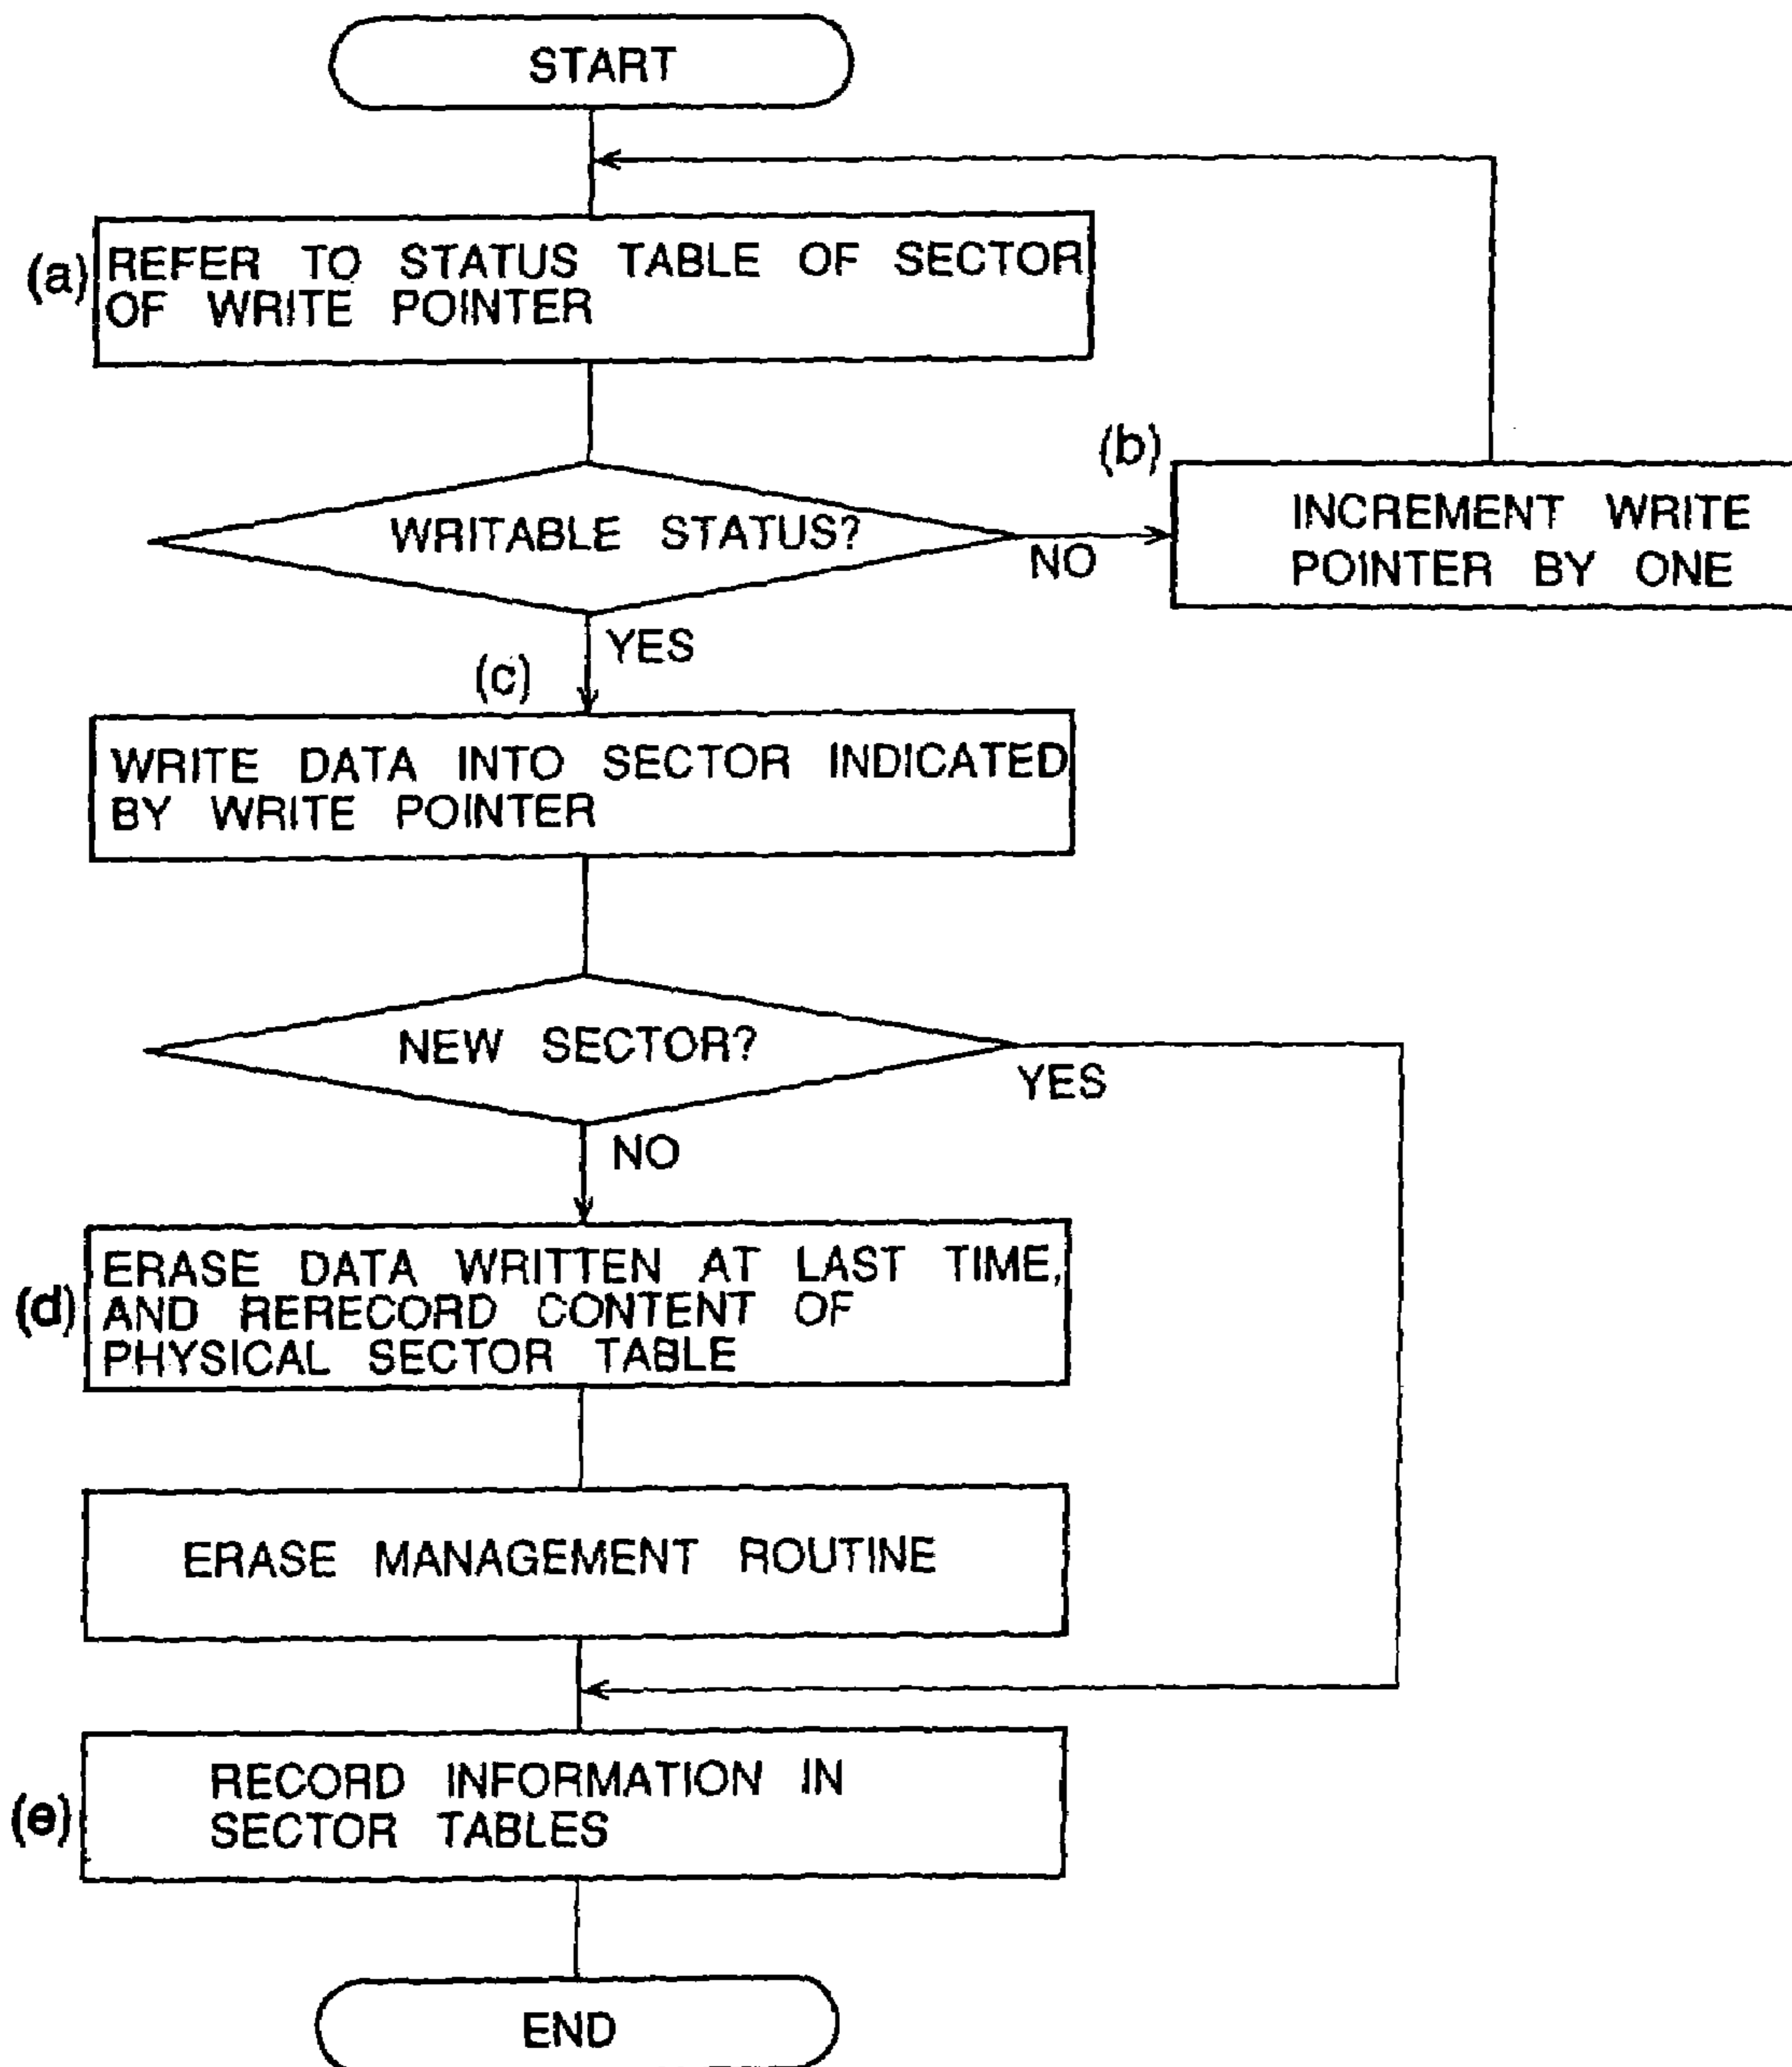 START
(a)
REFER TO STATUS TABLE OF SECTOR
OF WRITE POINTER
(b)
WRITABLE STATUS?
NO
INCREMENT WRITE
POINTER BY ONE
YES
(c)
WRITE DATA INTO SECTOR INDICATED
BY WRITE POINTER
NEW SECTOR?
YES
NO
(d)
ERASE DATA WRITTEN AT LAST TIME,
AND RERECORD CONTENT OF
PHYSICAL SECTOR TABLE
ERASE MANAGEMENT ROUTINE
(e)
RECORD INFORMATION IN
SECTOR TABLES
END